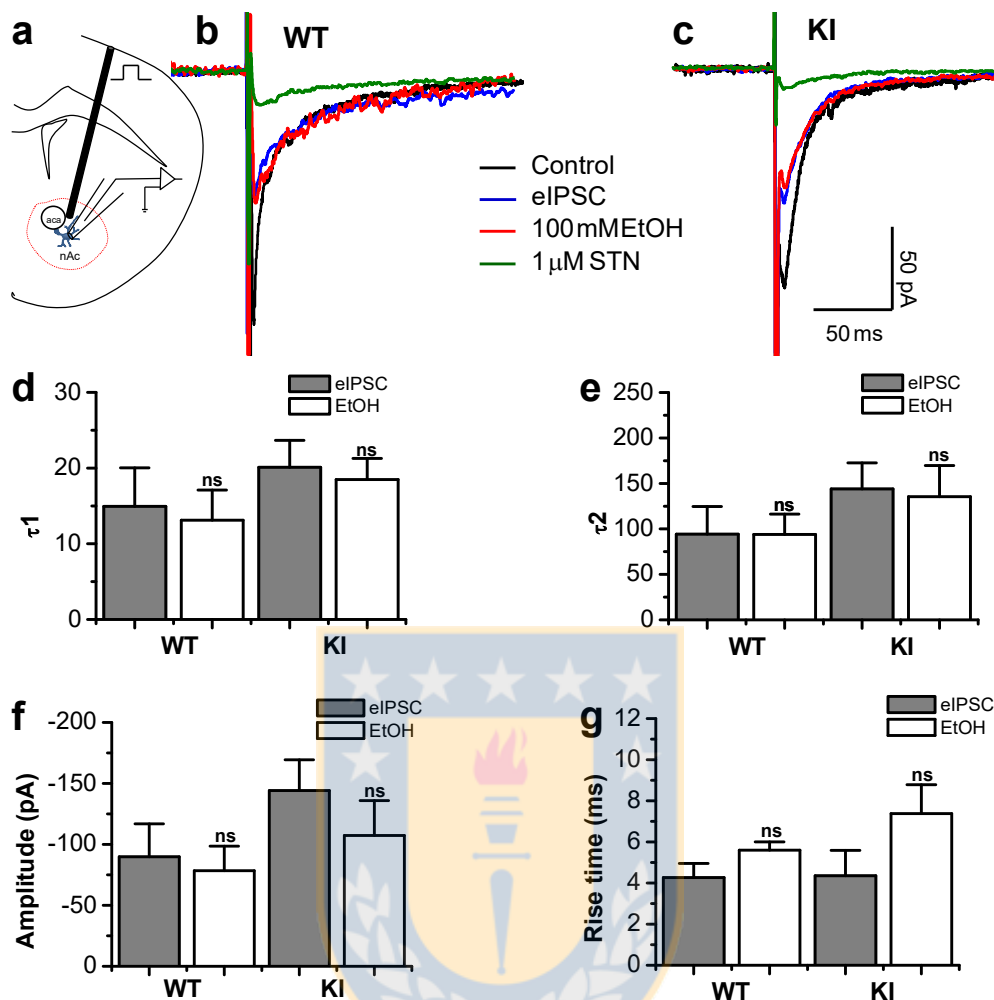 a
b
WT
c
KI
aca
nAc
Control
eIPSC
100 mM EtOH
1 μM STN
50 pA
50 ms
d
eIPSC
EtOH
30
20
10
0
τ1
ns
ns
WT
KI
e
eIPSC
EtOH
250
200
150
100
50
0
τ2
ns
ns
WT
KI
f
eIPSC
EtOH
-200
-150
-100
-50
0
Amplitude (pA)
ns
ns
WT
KI
g
eIPSC
EtOH
12
10
8
6
4
2
0
Rise time (ms)
ns
ns
WT
KI